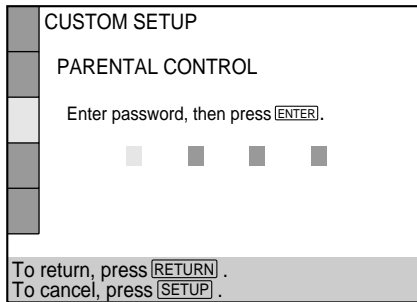 CUSTOM SETUP
PARENTAL CONTROL
Enter password, then press ENTER.
To return, press RETURN .
To cancel, press SETUP .